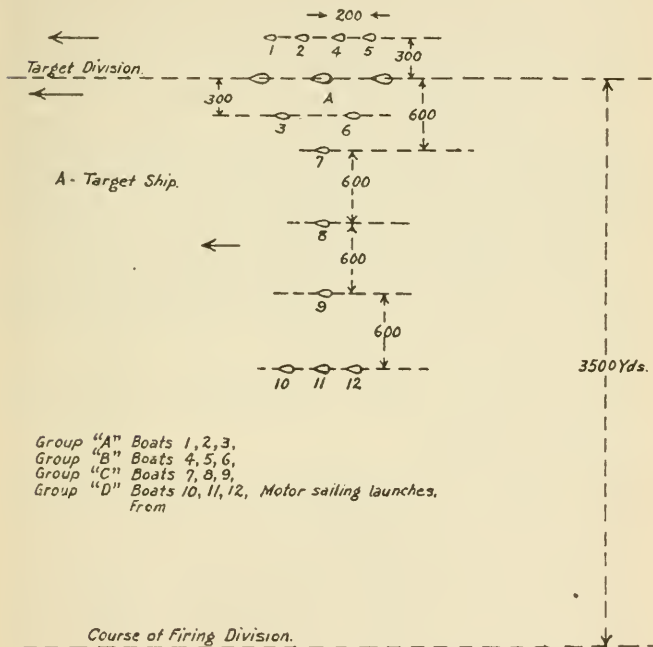 200
1 2 4 5
300
Target Division.
300
A
3 6
600
7
A - Target Ship.
600
8
600
9
600
10 11 12
3500 Yds.
Group "A" Boats 1, 2, 3,
Group "B" Boats 4, 5, 6,
Group "C" Boats 7, 8, 9,
Group "D" Boats 10, 11, 12, Motor sailing launches.
From
Course of Firing Division.